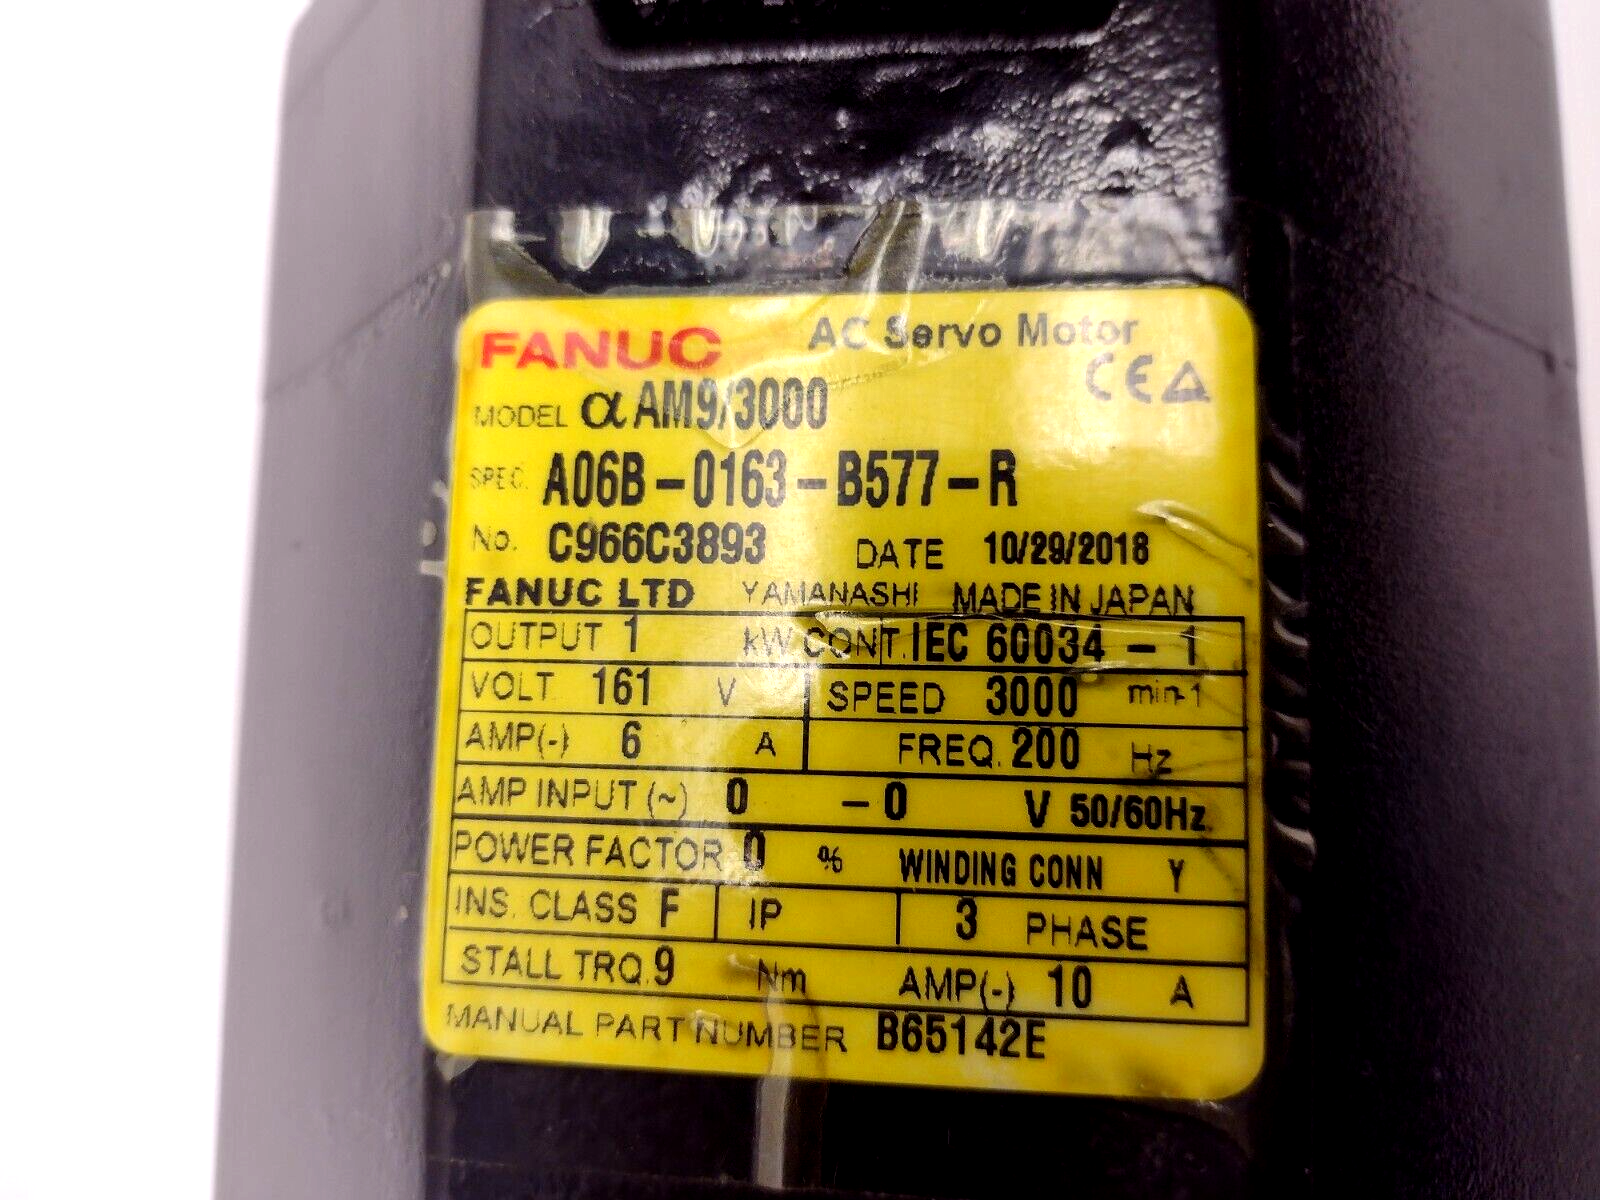 FANUC AC Servo Motor
CE
MODEL α AM9/3000
SPEC. A06B-0163-B577-R
No. C966C3893 DATE 10/29/2018
FANUC LTD YAMANASHI MADE IN JAPAN
OUTPUT 1 kW CONT. IEC 60034-1
VOLT 161 V SPEED 3000 min-1
AMP(~) 6 A FREQ. 200 Hz
AMP INPUT (~) 0 -0 V 50/60Hz
POWER FACTOR 0 % WINDING CONN Y
INS. CLASS F IP 3 PHASE
STALL TRQ. 9 Nm AMP(~) 10 A
MANUAL PART NUMBER B65142E